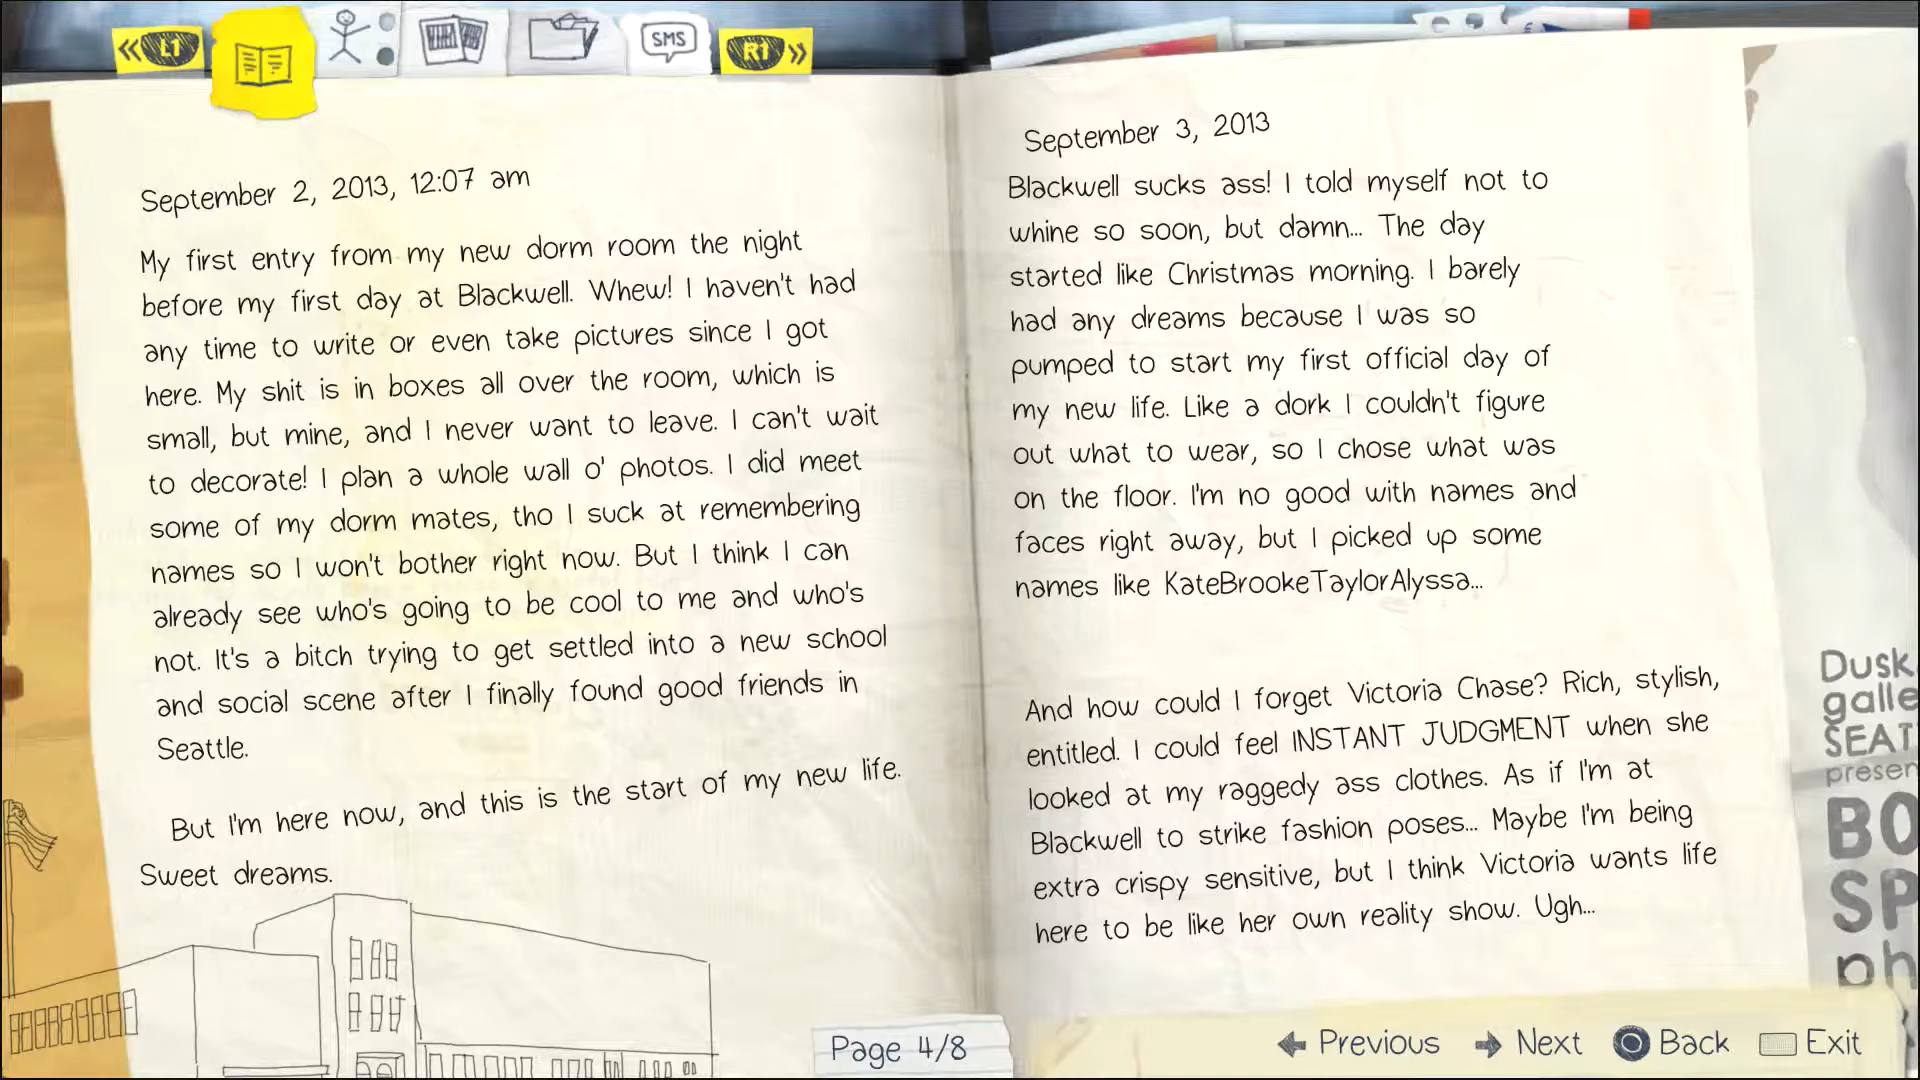 L1
SMS
R1
September 2, 2013, 12:07 am
My first entry from my new dorm room the night
before my first day at Blackwell. Whew! I haven't had
any time to write or even take pictures since I got
here. My shit is in boxes all over the room, which is
small, but mine, and I never want to leave. I can't wait
to decorate! I plan a whole wall o' photos. I did meet
some of my dorm mates, tho I suck at remembering
names so I won't bother right now. But I think I can
already see who's going to be cool to me and who's
not. It's a bitch trying to get settled into a new school
and social scene after I finally found good friends in
Seattle.
But I'm here now, and this is the start of my new life.
Sweet dreams.
September 3, 2013
Blackwell sucks ass! I told myself not to
whine so soon, but damn... The day
started like Christmas morning. I barely
had any dreams because I was so
pumped to start my first official day of
my new life. Like a dork I couldn't figure
out what to wear, so I chose what was
on the floor. I'm no good with names and
faces right away, but I picked up some
names like KateBrookeTaylorAlyssa...
And how could I forget Victoria Chase? Rich, stylish,
entitled. I could feel INSTANT JUDGMENT when she
looked at my raggedy ass clothes. As if I'm at
Blackwell to strike fashion poses... Maybe I'm being
extra crispy sensitive, but I think Victoria wants life
here to be like her own reality show. Ugh...
Dusk
galle
SEAT
presen
BO
SP
ph
Page 4/8
Previous Next Back Exit